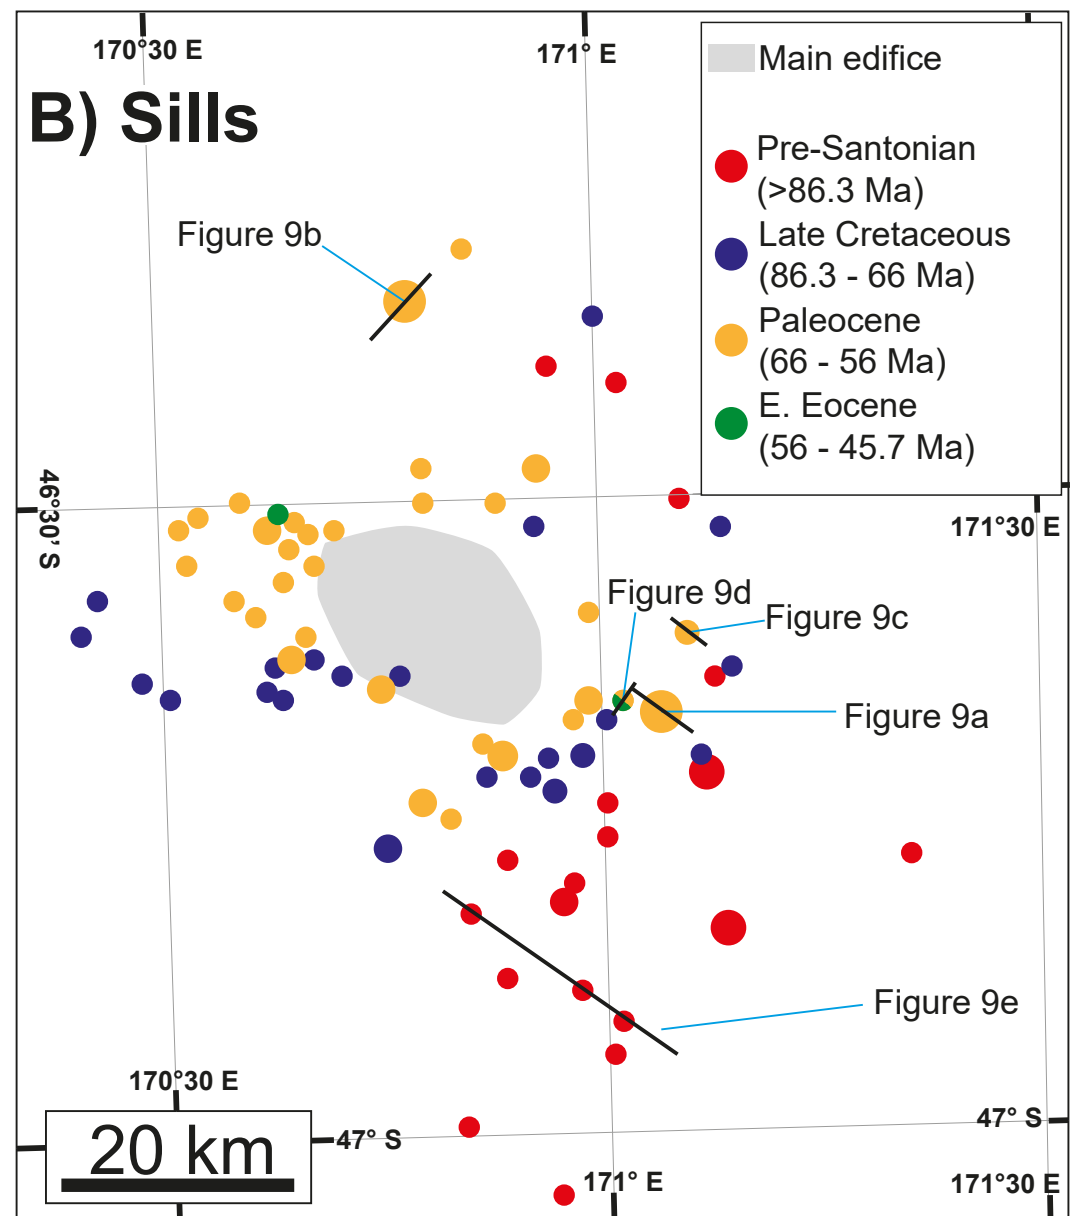 170°30 E
171° E
B) Sills
Main edifice
Pre-Santonian
(>86.3 Ma)
Late Cretaceous
(86.3 - 66 Ma)
Paleocene
(66 - 56 Ma)
E. Eocene
(56 - 45.7 Ma)
Figure 9b
46°30' S
171°30 E
Figure 9d
Figure 9c
Figure 9a
Figure 9e
170°30 E
20 km
47° S
47° S
171° E
171°30 E